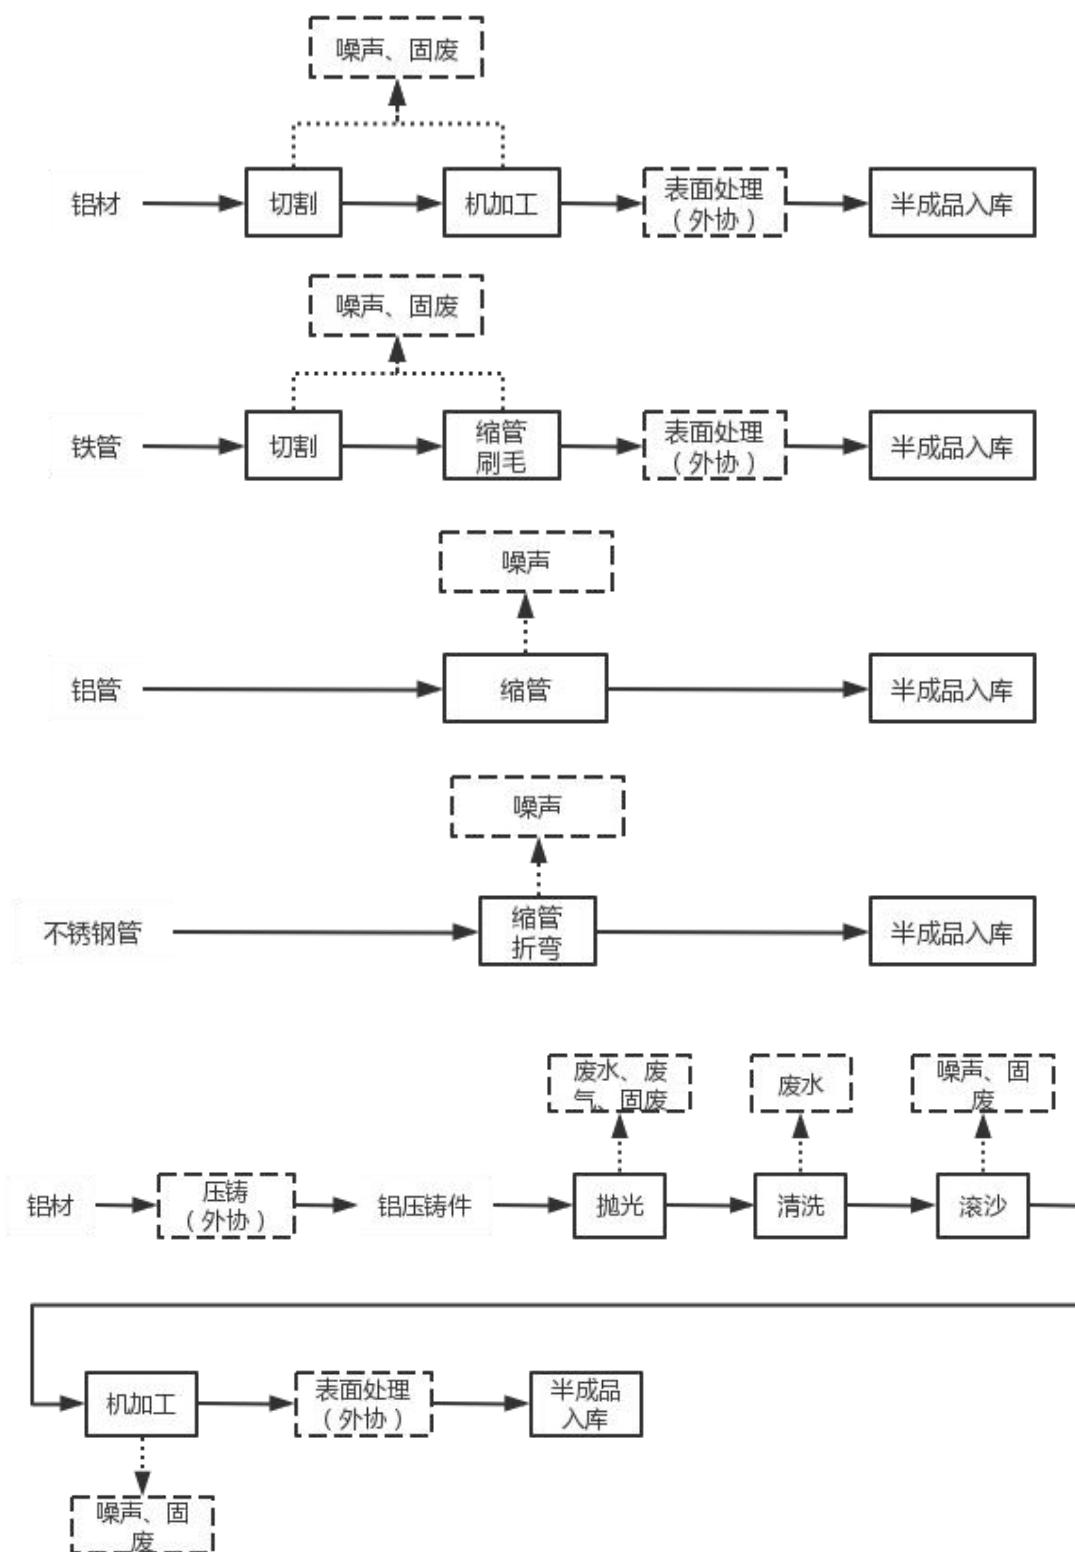 噪声、固废
铝材
切割
机加工
表面处理
（外协）
半成品入库
噪声、固废
铁管
切割
缩管
刷毛
表面处理
（外协）
半成品入库
噪声
铝管
缩管
半成品入库
噪声
不锈钢管
缩管
折弯
半成品入库
废水、废
气、固废
废水
噪声、固
废
铝材
压铸
（外协）
铝压铸件
抛光
清洗
滚沙
机加工
表面处理
（外协）
半成品
入库
噪声、固
废